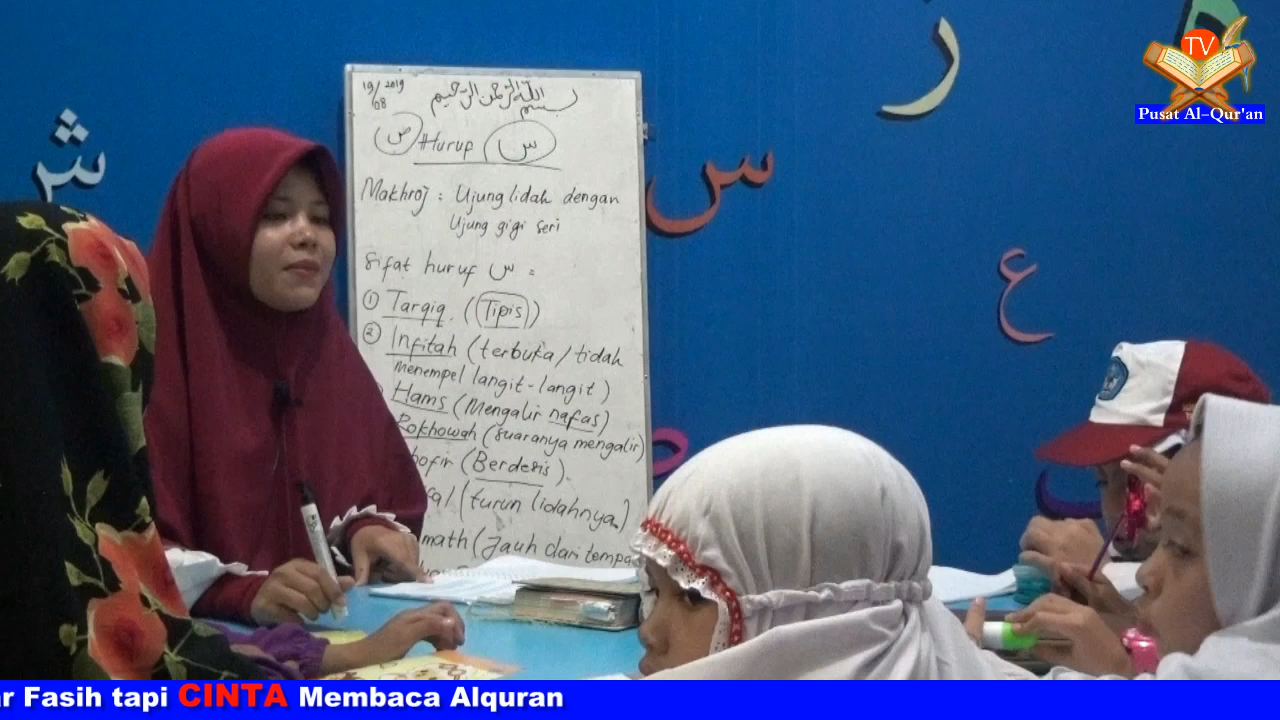 19/ 2019
08
بسم الله الرحمن الرحيم
ص #Hurup س
Makhroj : Ujung lidah dengan
Ujung gigi seri
Sifat huruf س =
① Tarqiq. (Tipis)
② Infitah (terbuka / tidak
menempel langit-langit)
Hams (Mengalir nafas)
Rokhowah (Suaranya mengalir)
(Berdesis)
(turun lidahnya)
(Jauh dari
ش
ز
س
ع
TV
Pusat Al-Qur'an
Fasih tapi CINTA Membaca Alquran